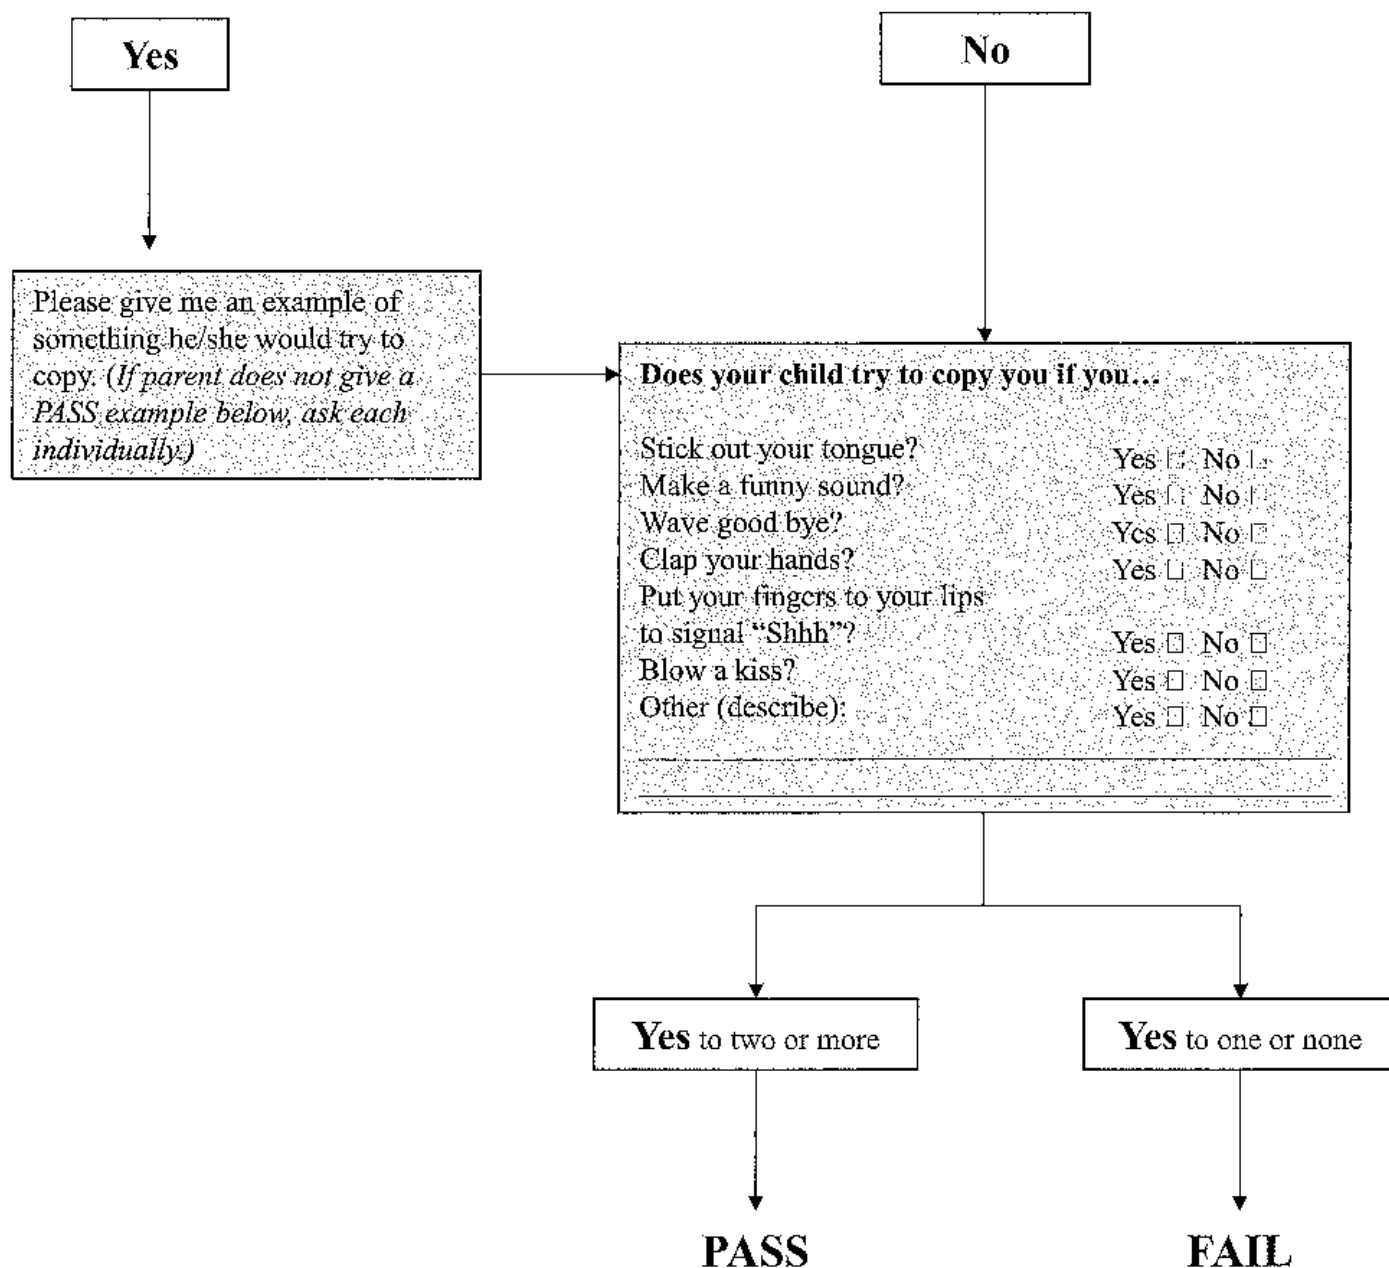 Yes
No
Please give me an example of
something he/she would try to
copy. (If parent does not give a
PASS example below, ask each
individually.)
Does your child try to copy you if you…
Stick out your tongue? Yes □ No □
Make a funny sound? Yes □ No □
Wave good bye? Yes □ No □
Clap your hands? Yes □ No □
Put your fingers to your lips
to signal “Shhh”? Yes □ No □
Blow a kiss? Yes □ No □
Other (describe): Yes □ No □
Yes to two or more
Yes to one or none
PASS
FAIL